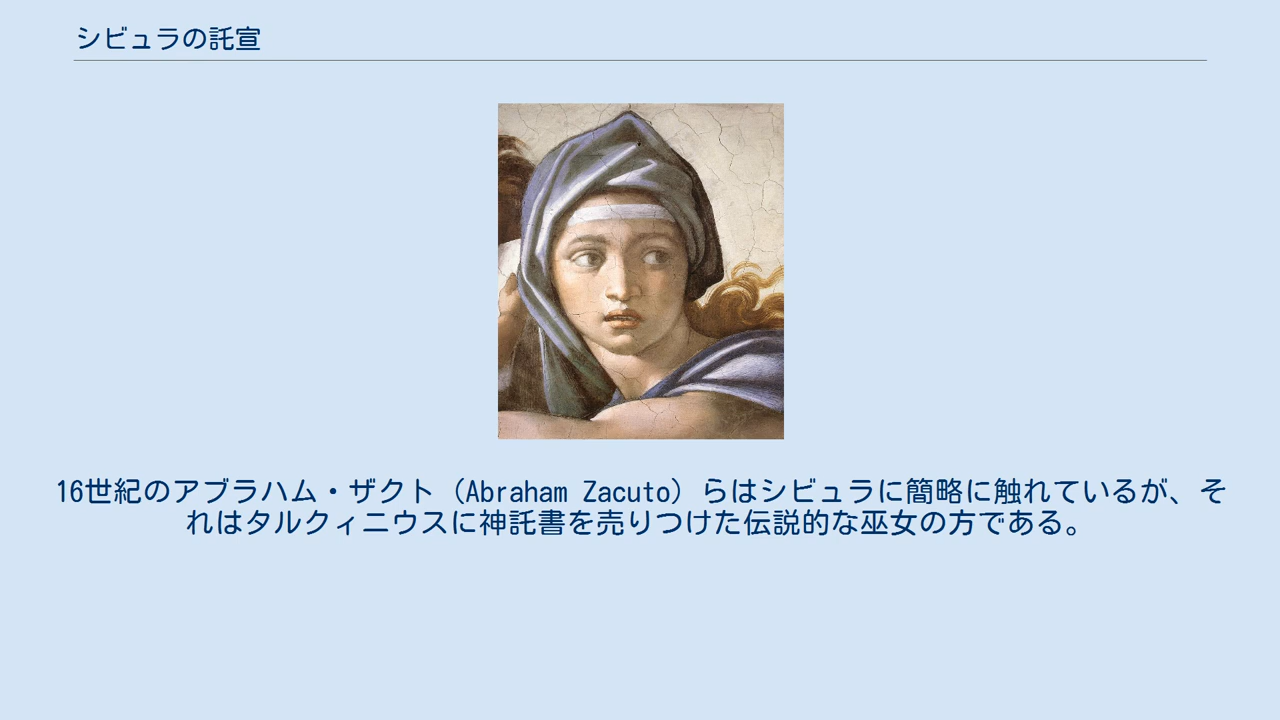 シビュラの託宣
16世紀のアブラハム・ザクト（Abraham Zacuto）らはシビュラに簡略に触れているが、そ
れはタルクィニウスに神託書を売りつけた伝説的な巫女の方である。